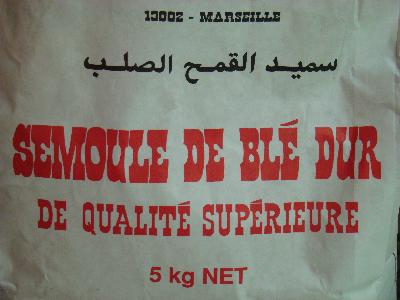 13002 - MARSEILLE
سميد القمح الصلب
SEMOULE DE BLÉ DUR
DE QUALITÉ SUPÉRIEURE
5 kg NET